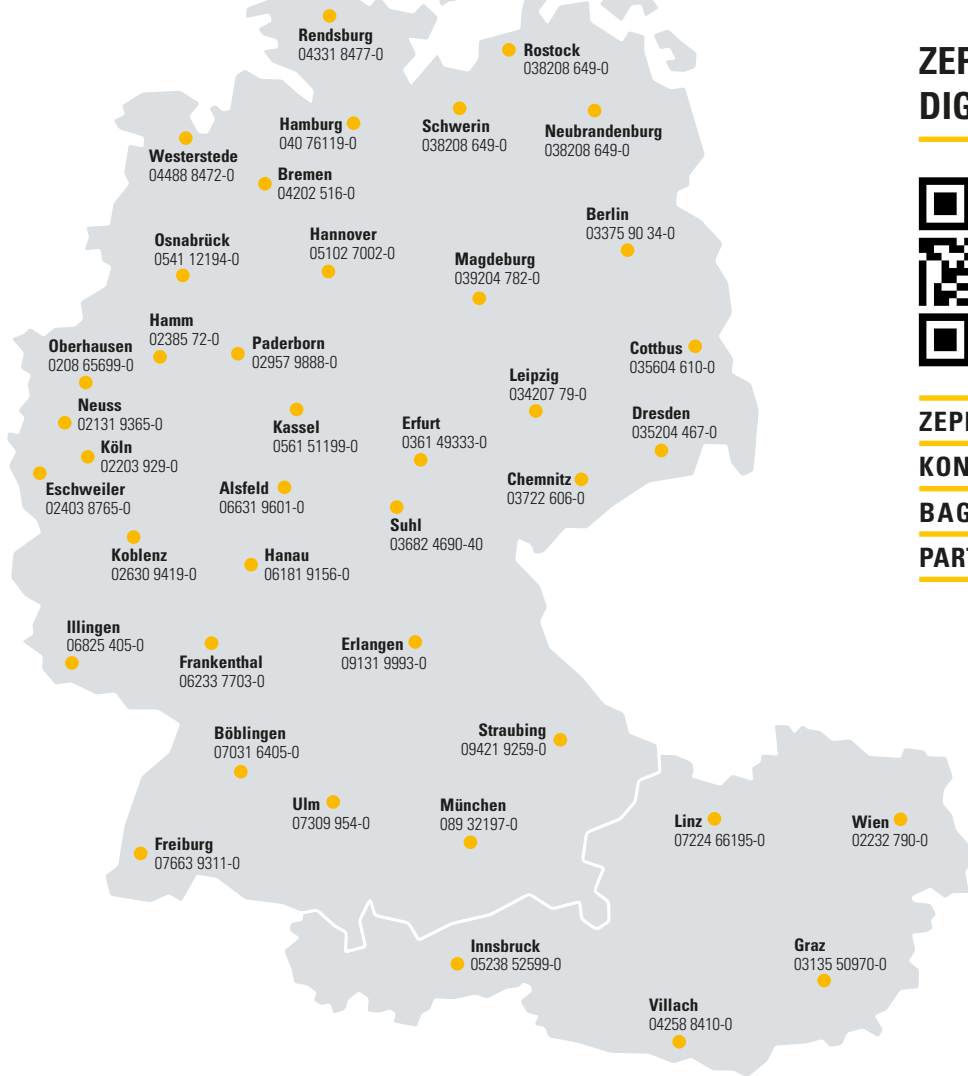 Rendsburg
04331 8477-0
Rostock
038208 649-0
Hamburg
040 76119-0
Schwerin
038208 649-0
Neubrandenburg
038208 649-0
Westerstede
04488 8472-0
Bremen
04202 516-0
Berlin
03375 90 34-0
Osnabrück
0541 12194-0
Hannover
05102 7002-0
Magdeburg
039204 782-0
Hamm
02385 72-0
Oberhausen
0208 65699-0
Paderborn
02957 9888-0
Cottbus
035604 610-0
Leipzig
034207 79-0
Neuss
02131 9365-0
Kassel
0561 51199-0
Erfurt
0361 49333-0
Dresden
035204 467-0
Köln
02203 929-0
Eschweiler
02403 8765-0
Alsfeld
06631 9601-0
Chemnitz
03722 606-0
Suhl
03682 4690-40
Koblenz
02630 9419-0
Hanau
06181 9156-0
Illingen
06825 405-0
Frankenthal
06233 7703-0
Erlangen
09131 9993-0
Böblingen
07031 6405-0
Straubing
09421 9259-0
Ulm
07309 954-0
München
089 32197-0
Freiburg
07663 9311-0
Linz
07224 66195-0
Wien
02232 790-0
Innsbruck
05238 52599-0
Graz
03135 50970-0
Villach
04258 8410-0
DIG
KON
BAG
PART